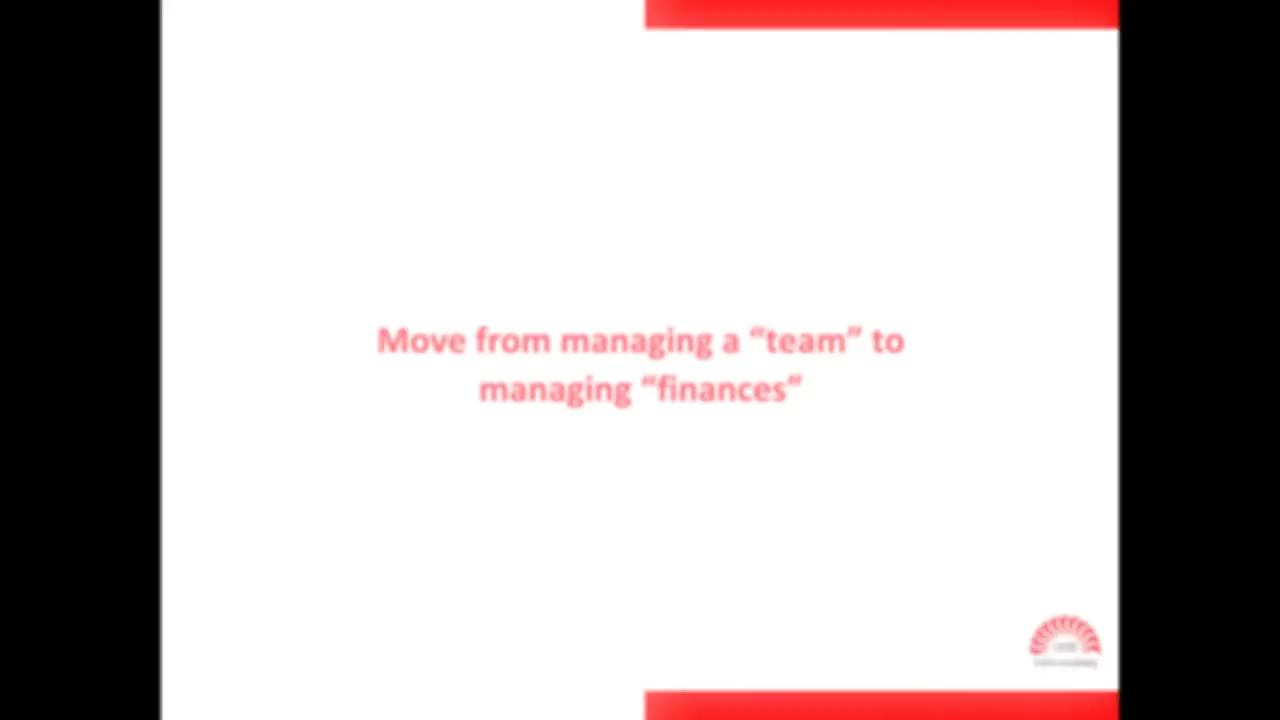 Move from managing a “team” to
managing “finances”